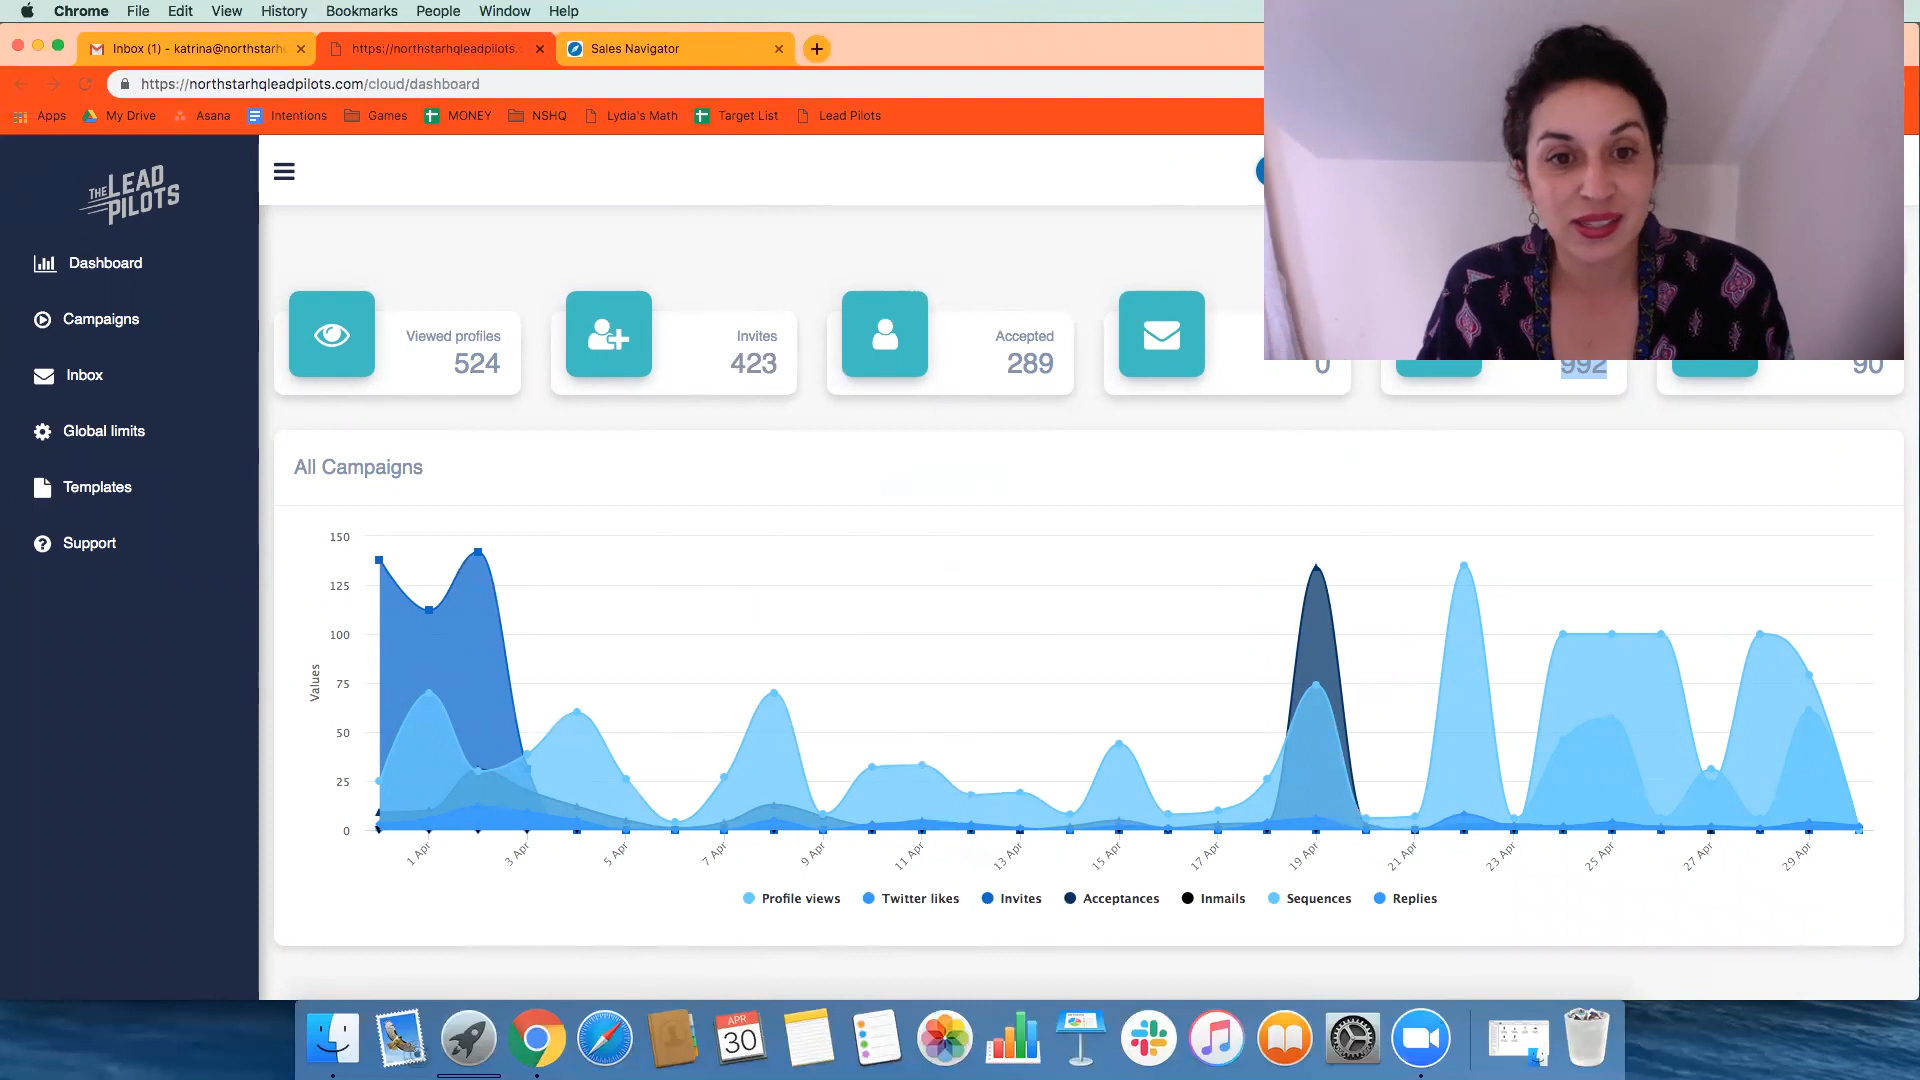 Chrome File Edit View History Bookmarks People Window Help
Inbox (1) - katrina@northstarh
https://northstarhqleadpilots.
Sales Navigator
https://northstarhqleadpilots.com/cloud/dashboard
Apps My Drive Asana Intentions Games MONEY NSHQ Lydia's Math Target List Lead Pilots
THE LEAD PILOTS
Dashboard
Campaigns
Inbox
Global limits
Templates
Support
Viewed profiles
524
Invites
423
Accepted
289
0
992
90
All Campaigns
Values
150
125
100
75
50
25
0
1 Apr 3 Apr 5 Apr 7 Apr 9 Apr 11 Apr 13 Apr 15 Apr 17 Apr 19 Apr 21 Apr 23 Apr 25 Apr 27 Apr 29 Apr
Profile views Twitter likes Invites Acceptances Inmails Sequences Replies
APR
30